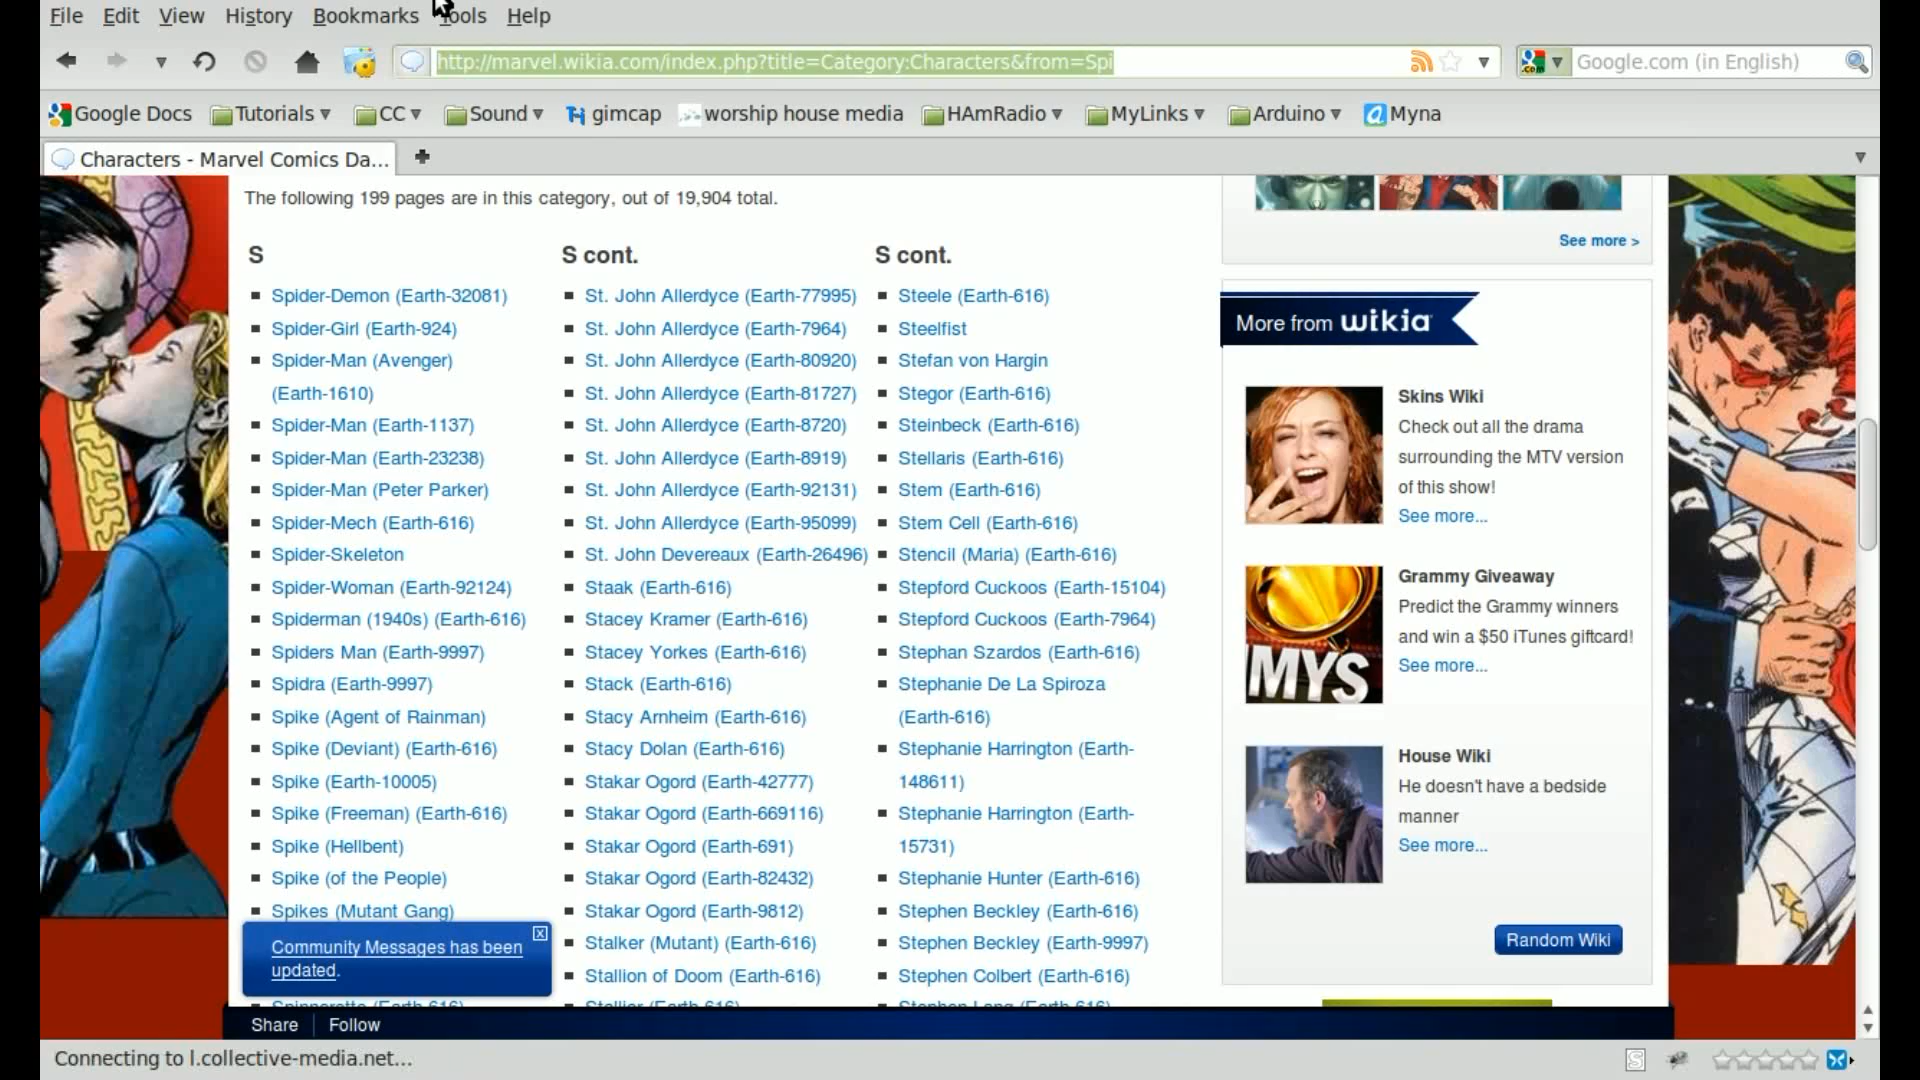 File Edit View History Bookmarks Tools Help
http://marvel.wikia.com/index.php?title=Category:Characters&from=Spi
Google.com (in English)
Google Docs Tutorials CC Sound gimcap worship house media HAmRadio MyLinks Arduino Myna
Characters - Marvel Comics Da...
The following 199 pages are in this category, out of 19,904 total.
S
Spider-Demon (Earth-32081)
Spider-Girl (Earth-924)
Spider-Man (Avenger)
(Earth-1610)
Spider-Man (Earth-1137)
Spider-Man (Earth-23238)
Spider-Man (Peter Parker)
Spider-Mech (Earth-616)
Spider-Skeleton
Spider-Woman (Earth-92124)
Spiderman (1940s) (Earth-616)
Spiders Man (Earth-9997)
Spidra (Earth-9997)
Spike (Agent of Rainman)
Spike (Deviant) (Earth-616)
Spike (Earth-10005)
Spike (Freeman) (Earth-616)
Spike (Hellbent)
Spike (of the People)
Spikes (Mutant Gang)
Community Messages has been
updated.
S cont.
St. John Allerdyce (Earth-77995)
St. John Allerdyce (Earth-7964)
St. John Allerdyce (Earth-80920)
St. John Allerdyce (Earth-81727)
St. John Allerdyce (Earth-8720)
St. John Allerdyce (Earth-8919)
St. John Allerdyce (Earth-92131)
St. John Allerdyce (Earth-95099)
St. John Devereaux (Earth-26496)
Staak (Earth-616)
Stacey Kramer (Earth-616)
Stacey Yorkes (Earth-616)
Stack (Earth-616)
Stacy Arnheim (Earth-616)
Stacy Dolan (Earth-616)
Stakar Ogord (Earth-42777)
Stakar Ogord (Earth-669116)
Stakar Ogord (Earth-691)
Stakar Ogord (Earth-82432)
Stakar Ogord (Earth-9812)
Stalker (Mutant) (Earth-616)
Stallion of Doom (Earth-616)
S cont.
Steele (Earth-616)
Steelfist
Stefan von Hargin
Stegor (Earth-616)
Steinbeck (Earth-616)
Stellaris (Earth-616)
Stem (Earth-616)
Stem Cell (Earth-616)
Stencil (Maria) (Earth-616)
Stepford Cuckoos (Earth-15104)
Stepford Cuckoos (Earth-7964)
Stephan Szardos (Earth-616)
Stephanie De La Spiroza
(Earth-616)
Stephanie Harrington (Earth-
148611)
Stephanie Harrington (Earth-
15731)
Stephanie Hunter (Earth-616)
Stephen Beckley (Earth-616)
Stephen Beckley (Earth-9997)
Stephen Colbert (Earth-616)
See more >
More from wikia
Skins Wiki
Check out all the drama
surrounding the MTV version
of this show!
See more...
MYS
Grammy Giveaway
Predict the Grammy winners
and win a $50 iTunes giftcard!
See more...
House Wiki
He doesn't have a bedside
manner
See more...
Random Wiki
Share Follow
Connecting to l.collective-media.net...